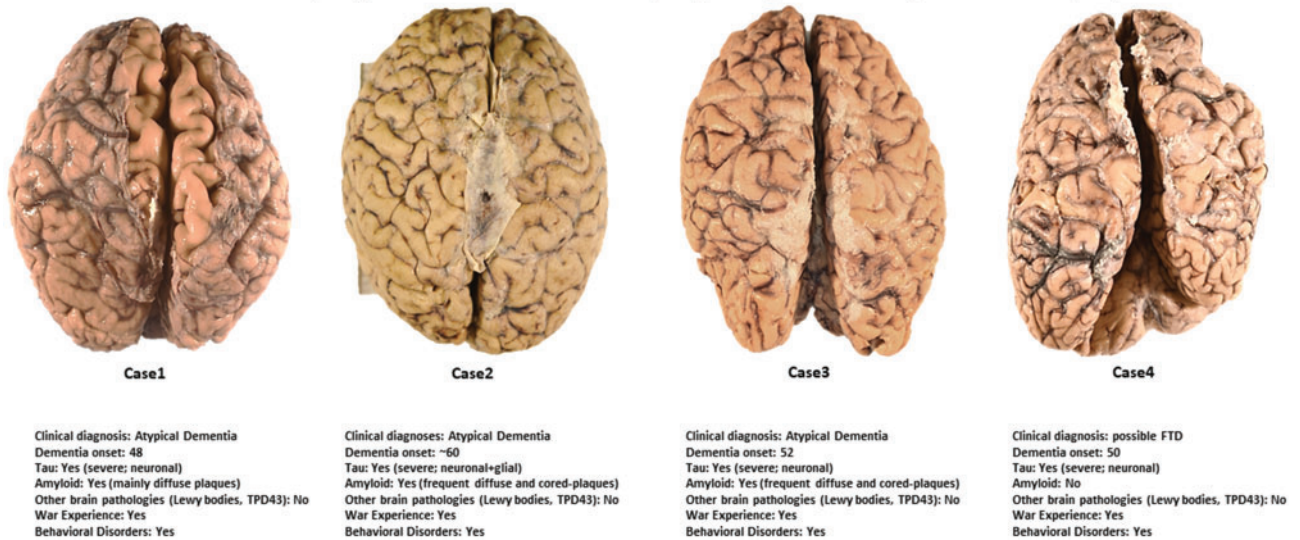 Case1
Clinical diagnosis: Atypical Dementia
Dementia onset: 48
Tau: Yes (severe; neuronal)
Amyloid: Yes (mainly diffuse plaques)
Other brain pathologies (Lewy bodies, TPD43): No
War Experience: Yes
Behavioral Disorders: Yes
Case2
Clinical diagnoses: Atypical Dementia
Dementia onset: ~60
Tau: Yes (severe; neuronal+glial)
Amyloid: Yes (frequent diffuse and cored-plaques)
Other brain pathologies (Lewy bodies, TPD43): No
War Experience: Yes
Behavioral Disorders: Yes
Case3
Clinical diagnosis: Atypical Dementia
Dementia onset: 52
Tau: Yes (severe; neuronal)
Amyloid: Yes (frequent diffuse and cored-plaques)
Other brain pathologies (Lewy bodies, TPD43): No
War Experience: Yes
Behavioral Disorders: Yes
Case4
Clinical diagnosis: possible FTD
Dementia onset: 50
Tau: Yes (severe; neuronal)
Amyloid: No
Other brain pathologies (Lewy bodies, TPD43): No
War Experience: Yes
Behavioral Disorders: Yes